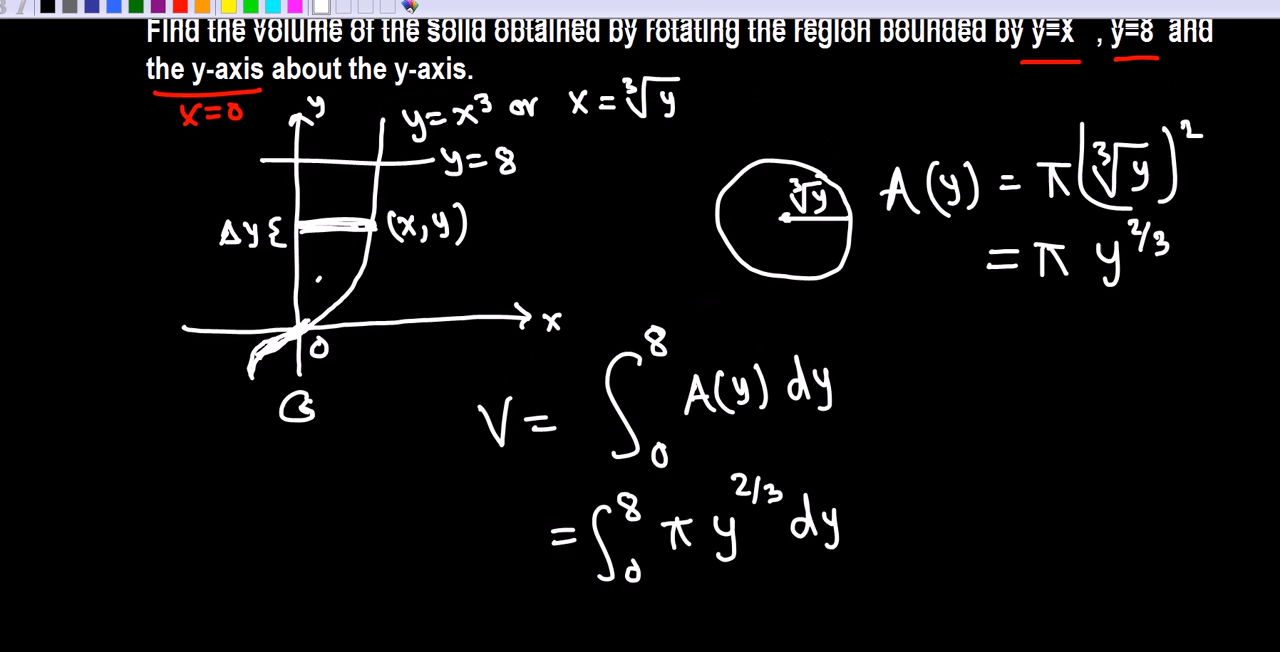 Find the volume of the solid obtained by rotating the region bounded by y=x , y=8 and
the y-axis about the y-axis.
x=0
y
y=x³ or x=∛y
y=8
Δy{
(x,y)
x
0
∛y
A(y) = π(∛y)²
= π y^(2/3)
V= ∫₀⁸ A(y) dy
= ∫₀⁸ π y^(2/3) dy